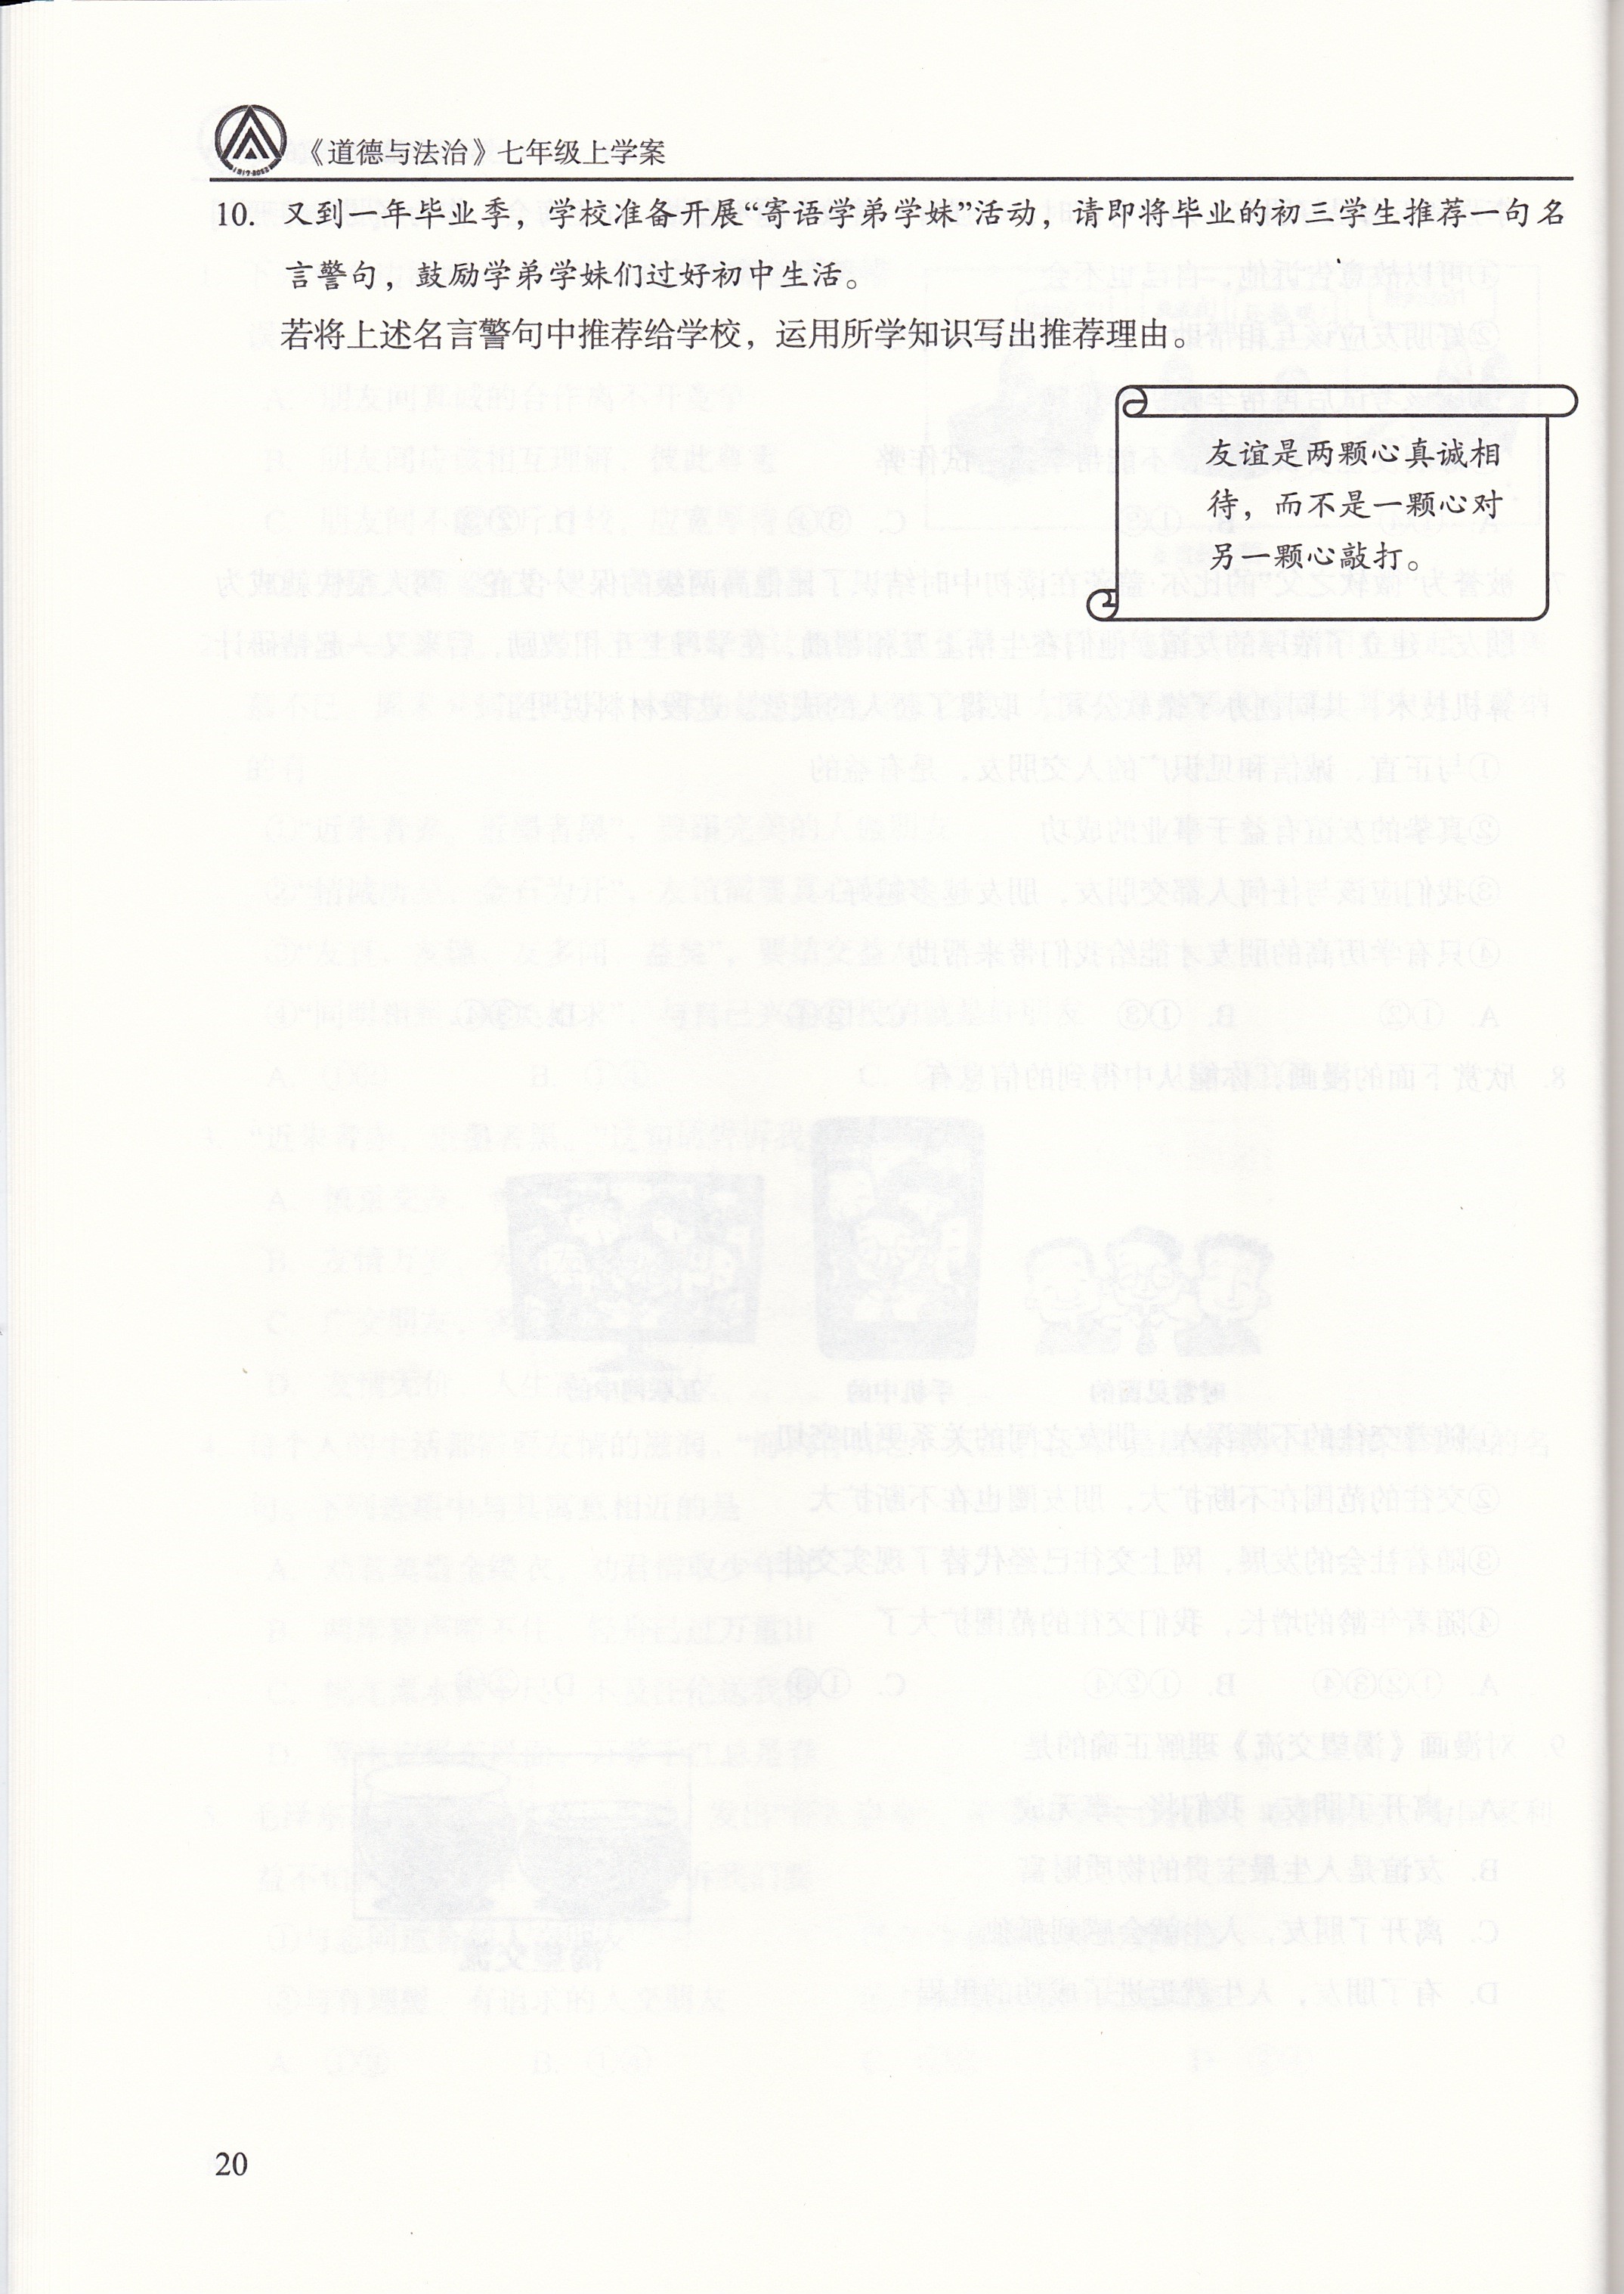 《道德与法治》七年级上学案
10. 又到一年毕业季，学校准备开展“寄语学弟学妹”活动，请即将毕业的初三学生推荐一句名
言警句，鼓励学弟学妹们过好初中生活。
若将上述名言警句中推荐给学校，运用所学知识写出推荐理由。
友谊是两颗心真诚相
待，而不是一颗心对
另一颗心敲打。
20